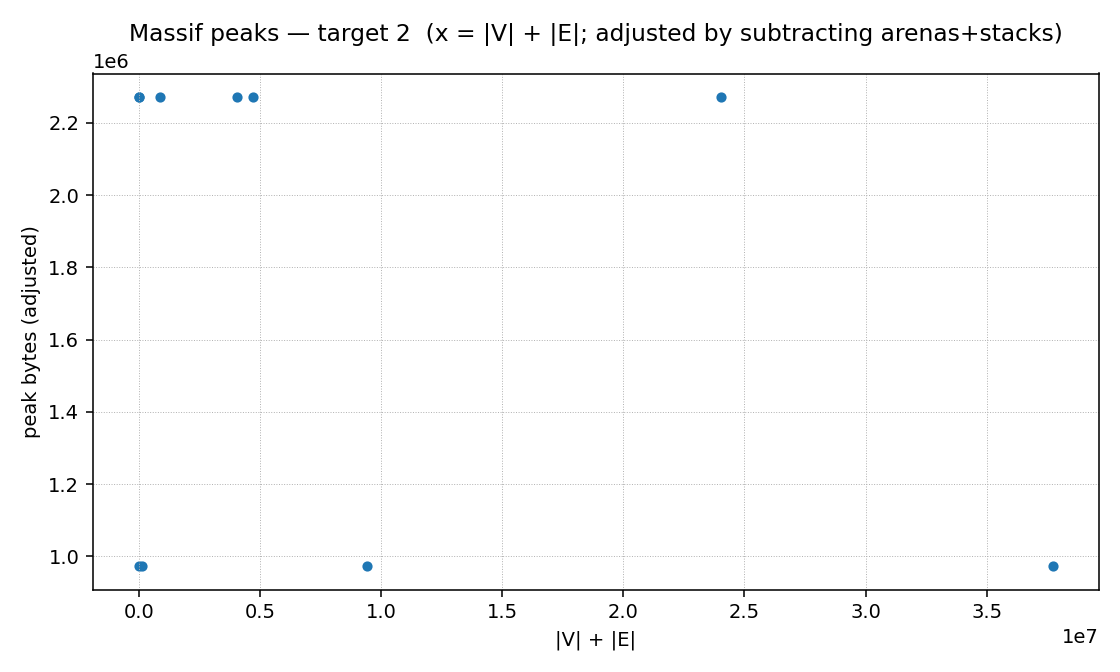 Massif peaks — target 2  (x = |V| + |E|; adjusted by subtracting arenas+stacks)
1e6
peak bytes (adjusted)
2.2
2.0
1.8
1.6
1.4
1.2
1.0
0.0 0.5 1.0 1.5 2.0 2.5 3.0 3.5
|V| + |E|
1e7